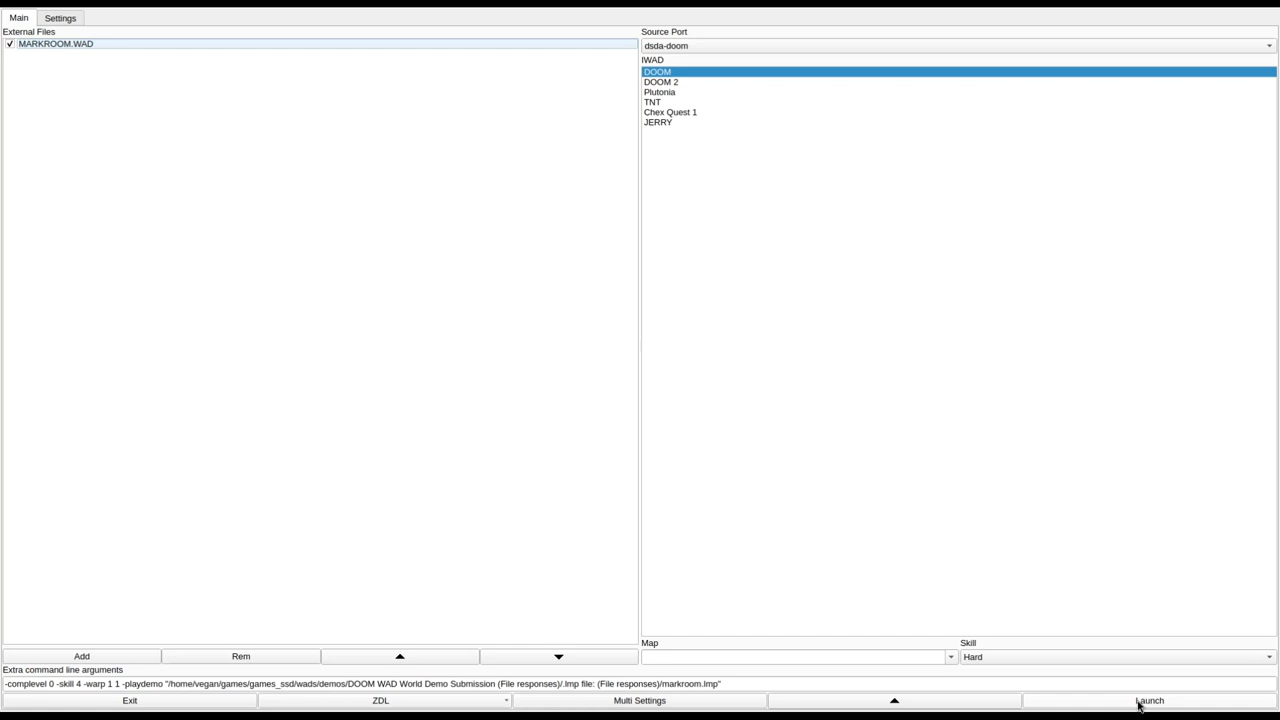 Main Settings
External Files
MARKROOM.WAD
Source Port
dsda-doom
IWAD
DOOM
DOOM 2
Plutonia
TNT
Chex Quest 1
JERRY
Map Skill
Hard
Add Rem
Extra command line arguments
-complevel 0 -skill 4 -warp 1 1 -playdemo "/home/vegan/games/games_ssd/wads/demos/DOOM WAD World Demo Submission (File responses)/.lmp file: (File responses)/markroom.lmp"
Exit ZDL Multi Settings Launch